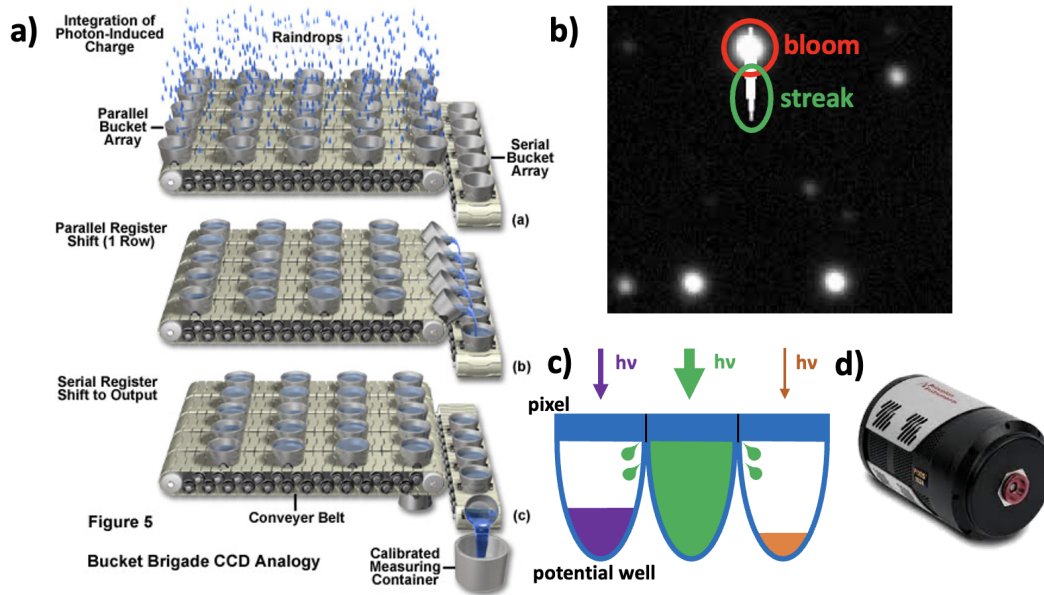 a)
Integration of
Photon-Induced
Charge
Raindrops
Parallel
Bucket
Array
Serial
Bucket
Array
(a)
Parallel Register
Shift (1 Row)
(b)
Serial Register
Shift to Output
Conveyer Belt
(c)
Figure 5
Bucket Brigade CCD Analogy
Calibrated
Measuring
Container
b)
bloom
streak
c)
hν
hν
hν
pixel
potential well
d)